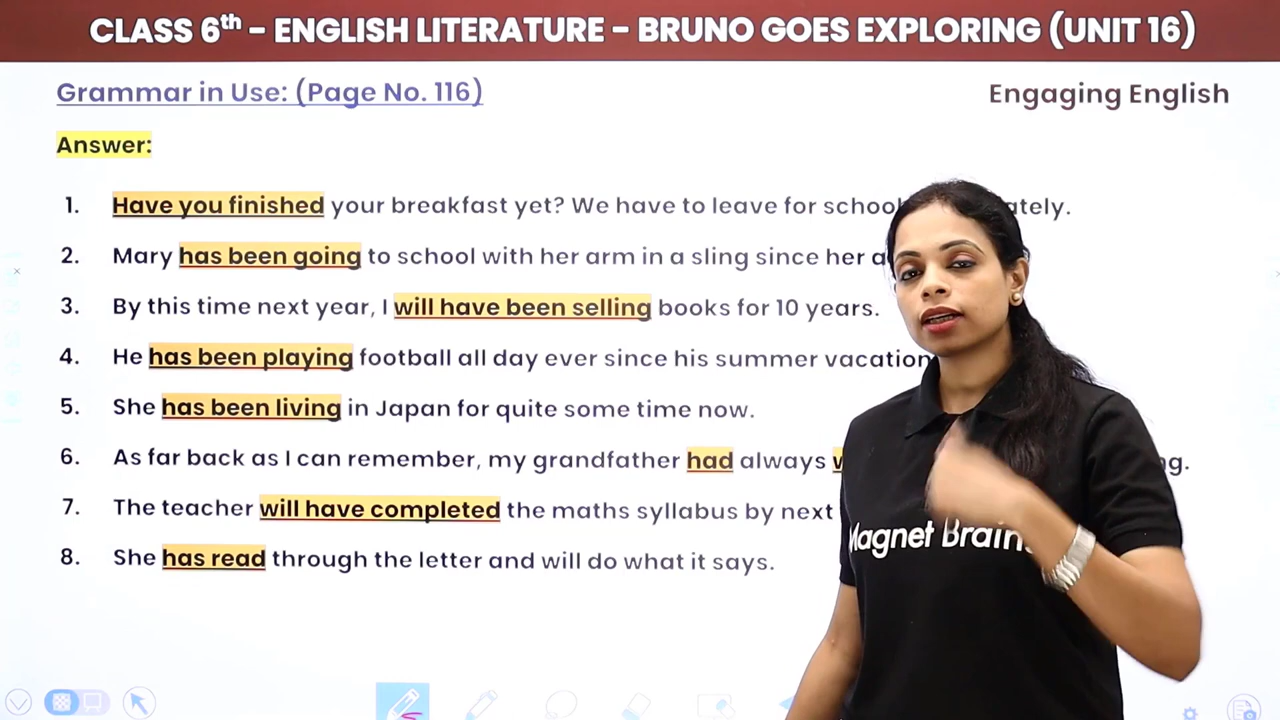 CLASS 6th – ENGLISH LITERATURE – BRUNO GOES EXPLORING (UNIT 16)
Grammar in Use: (Page No. 116)
Engaging English
Answer:
1. Have you finished your breakfast yet? We have to leave for school
2. Mary has been going to school with her arm in a sling since her
3. By this time next year, I will have been selling books for 10 years.
4. He has been playing football all day ever since his summer vacation
5. She has been living in Japan for quite some time now.
6. As far back as I can remember, my grandfather had always
7. The teacher will have completed the maths syllabus by next
8. She has read through the letter and will do what it says.
Magnet Brains